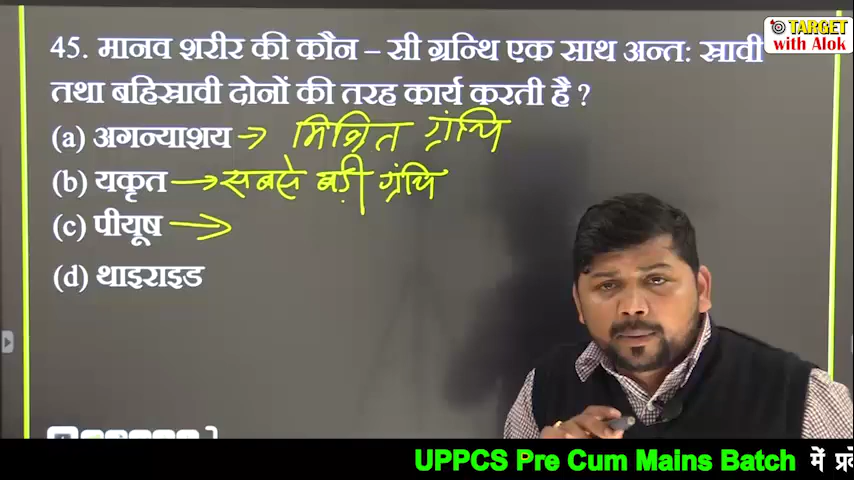 TARGET
with Alok
45. मानव शरीर की कौन – सी ग्रन्थि एक साथ अन्त: स्रावी
तथा बहिस्रावी दोनों की तरह कार्य करती है ?
(a) अगन्याशय → मिश्रित ग्रंथि
(b) यकृत → सबसे बड़ी ग्रंथि
(c) पीयूष →
(d) थाइराइड
UPPCS Pre Cum Mains Batch में